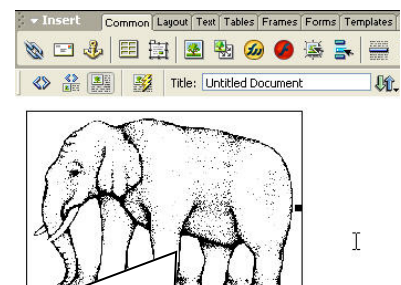 Insert Common Layout Text Tables Frames Forms Templates
Title: Untitled Document